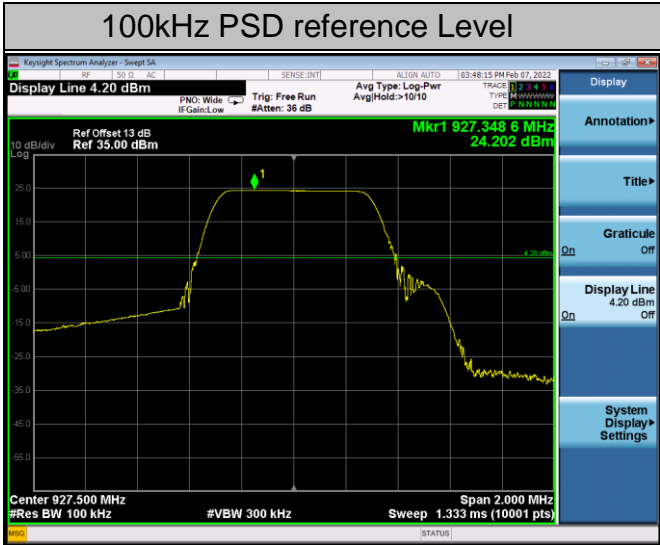 100kHz PSD reference Level
Keysight Spectrum Analyzer - Swept SA
RF 50 Ω AC SENSE:INT ALIGN AUTO 03:48:15 PM Feb 07, 2022
Display Line 4.20 dBm
PNO: Wide
IFGain:Low
Trig: Free Run
#Atten: 36 dB
Avg Type: Log-Pwr
Avg|Hold:>10/10
TRACE 1 2 3 4 5 6
TYPE M W W W W W
DET P N N N N N
Display
Annotation
Title
Graticule
On Off
Display Line
4.20 dBm
On Off
System
Display
Settings
Mkr1 927.348 6 MHz
24.202 dBm
Ref Offset 13 dB
10 dB/div Ref 35.00 dBm
Log
1
25.0
15.0
5.00
4.20 dBm
-5.00
-15.0
-25.0
-35.0
-45.0
-55.0
Center 927.500 MHz Span 2.000 MHz
#Res BW 100 kHz #VBW 300 kHz Sweep 1.333 ms (10001 pts)
MSG STATUS